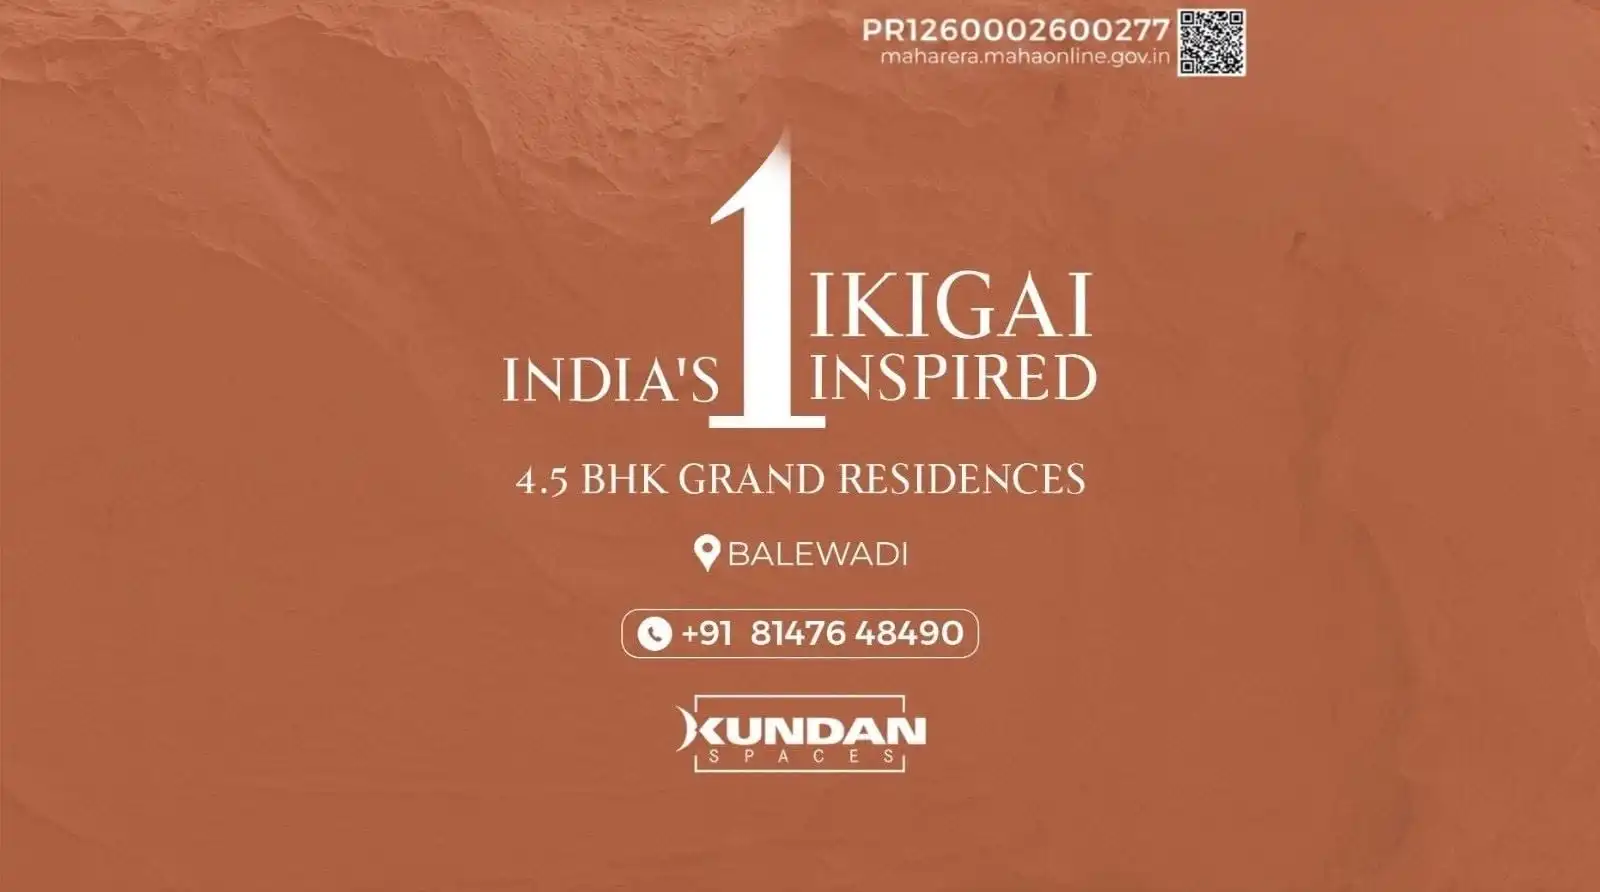 PR1260002600277
maharera.mahaonline.gov.in
INDIA'S 1 IKIGAI
INSPIRED
4.5 BHK GRAND RESIDENCES
BALEWADI
+91 81476 48490
KUNDAN
SPACES